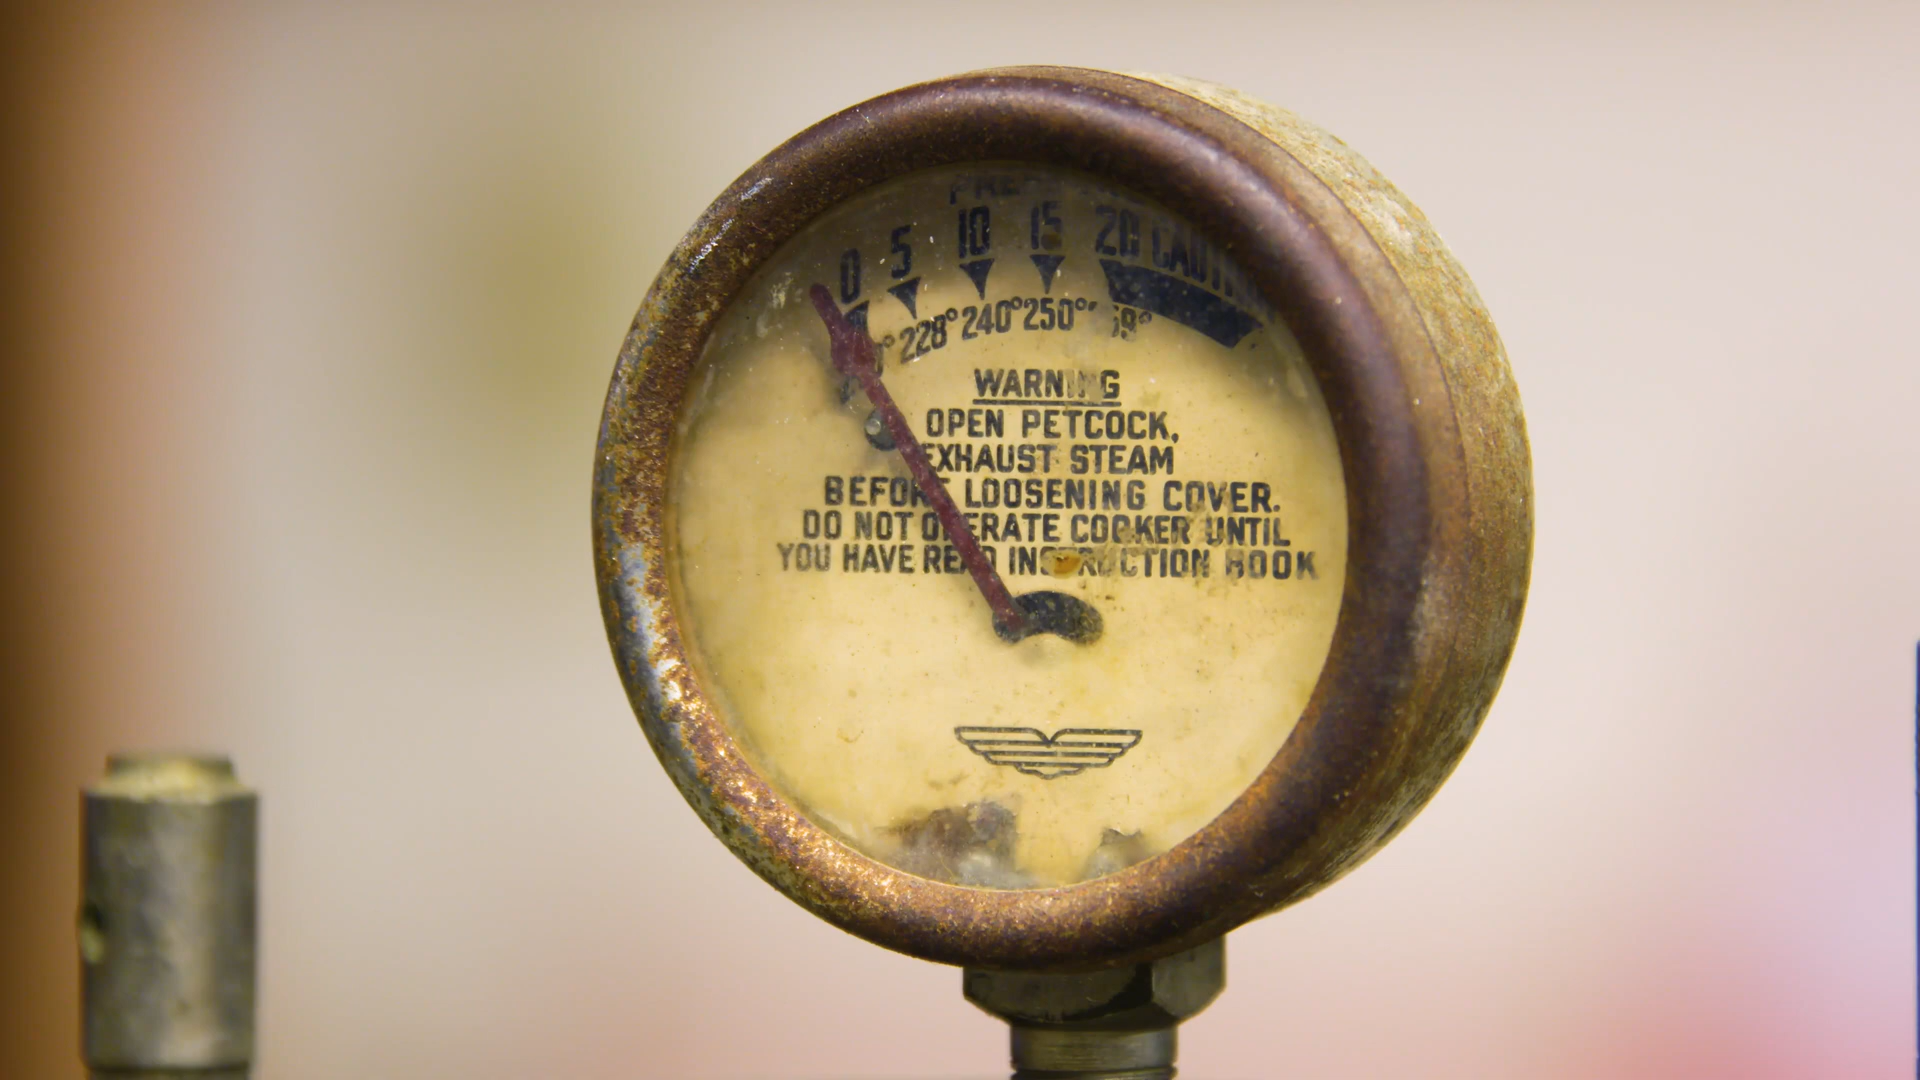 0 5 10 15 20 CAUTION
228° 240° 250°
WARNING
OPEN PETCOCK,
EXHAUST STEAM
BEFORE LOOSENING COVER.
DO NOT OPERATE COOKER UNTIL
YOU HAVE READ INSTRUCTION BOOK